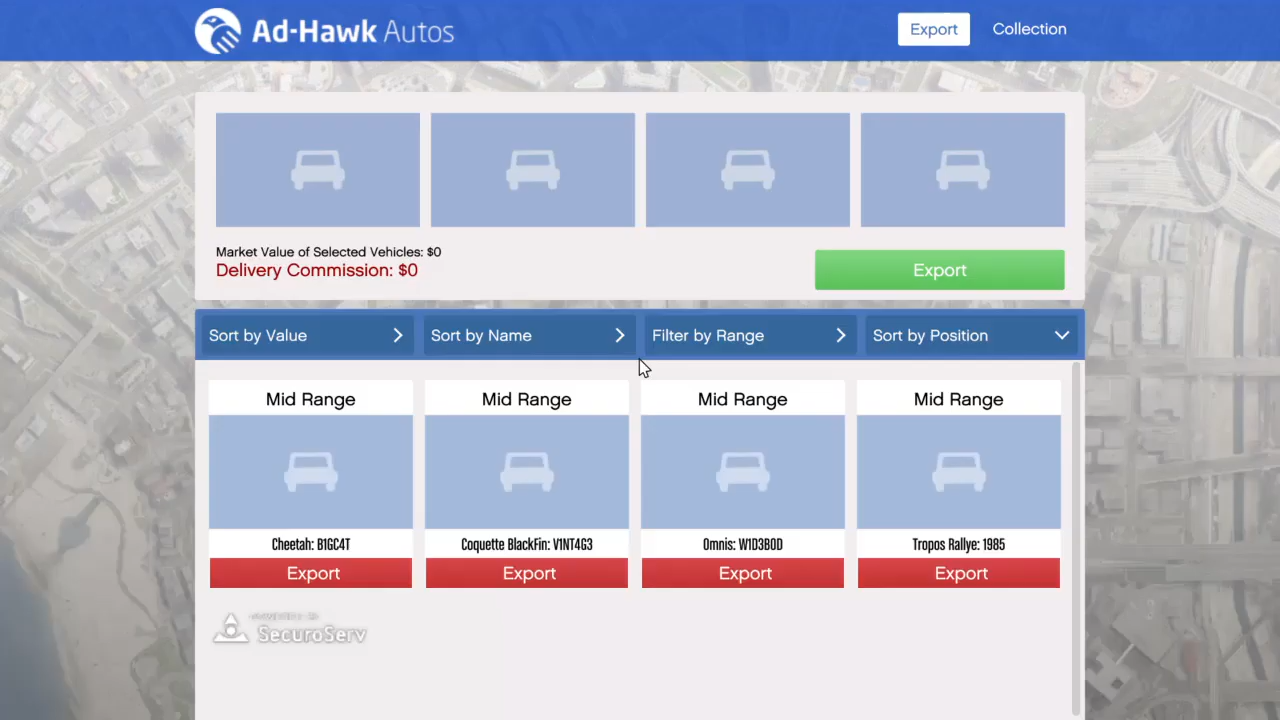 Ad-Hawk Autos
Export
Collection
Market Value of Selected Vehicles: $0
Delivery Commission: $0
Export
Sort by Value
Sort by Name
Filter by Range
Sort by Position
Mid Range
Mid Range
Mid Range
Mid Range
Cheetah: B1GC4T
Coquette BlackFin: V1NT4G3
Omnis: W1D3B0D
Tropos Rallye: 1985
Export
Export
Export
Export
SecuroServ